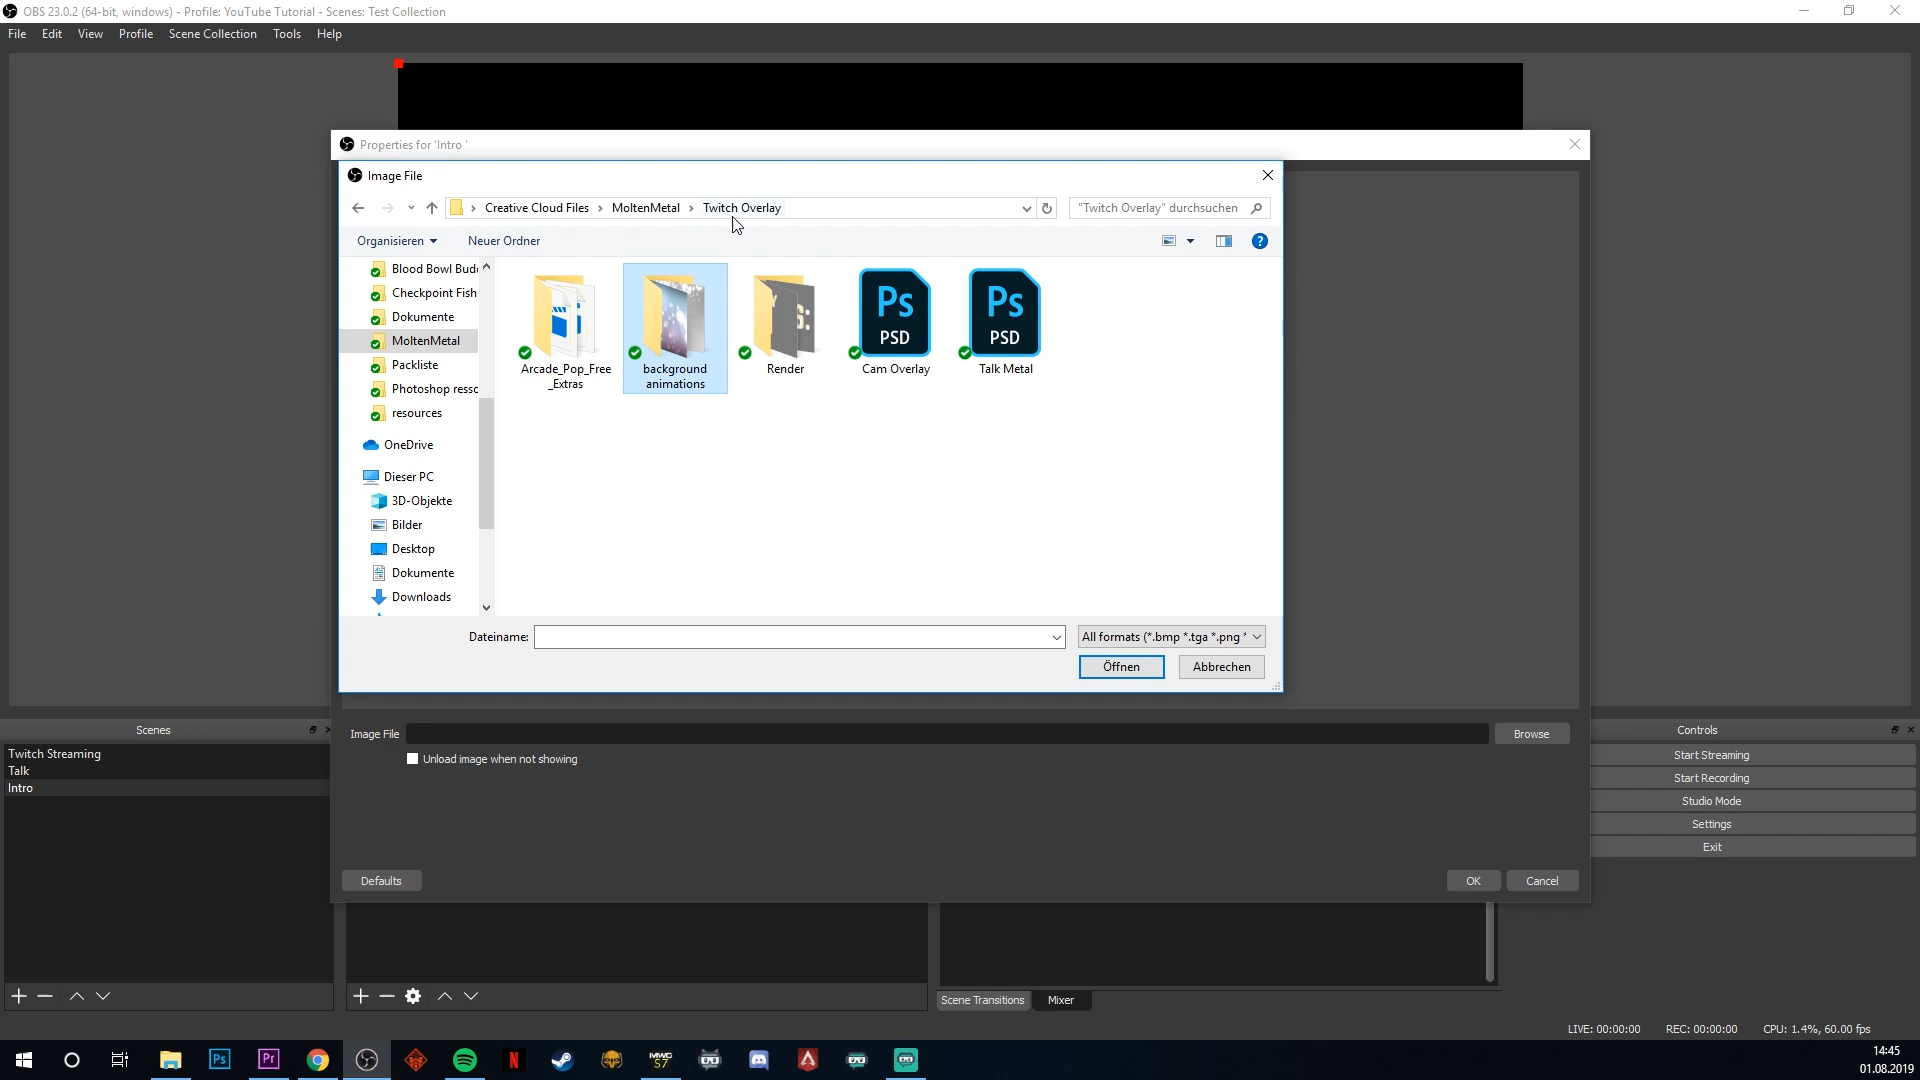 OBS 23.0.2 (64-bit, windows) - Profile: YouTube Tutorial - Scenes: Test Collection
File Edit View Profile Scene Collection Tools Help
Properties for 'Intro '
Image File
Creative Cloud Files › MoltenMetal › Twitch Overlay
"Twitch Overlay" durchsuchen
Organisieren
Neuer Ordner
Blood Bowl Bud
Checkpoint Fish
Dokumente
MoltenMetal
Packliste
Photoshop resso
resources
OneDrive
Dieser PC
3D-Objekte
Bilder
Desktop
Dokumente
Downloads
Arcade_Pop_Free
_Extras
background
animations
Render
Ps
PSD
Cam Overlay
Ps
PSD
Talk Metal
Dateiname:
All formats (*.bmp *.tga *.png *
Öffnen
Abbrechen
Image File
Browse
Unload image when not showing
Defaults
OK
Cancel
Scenes
Twitch Streaming
Talk
Intro
Controls
Start Streaming
Start Recording
Studio Mode
Settings
Exit
Scene Transitions
Mixer
LIVE: 00:00:00
REC: 00:00:00
CPU: 1.4%, 60.00 fps
Ps
Pr
N
S7
14:45
01.08.2019